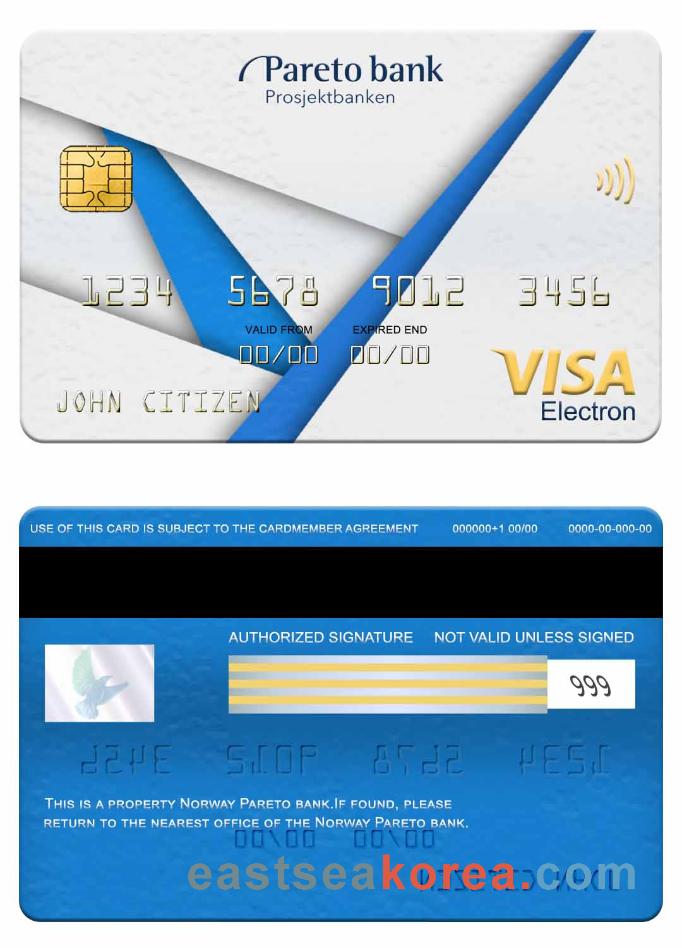 Pareto bank
Prosjektbanken
1234 5678 9012 3456
VALID FROM EXPIRED END
00/00 00/00
JOHN CITIZEN
VISA
Electron
USE OF THIS CARD IS SUBJECT TO THE CARDMEMBER AGREEMENT 000000+1 00/00 0000-00-000-00
AUTHORIZED SIGNATURE NOT VALID UNLESS SIGNED
999
THIS IS A PROPERTY NORWAY PARETO BANK.IF FOUND, PLEASE
RETURN TO THE NEAREST OFFICE OF THE NORWAY PARETO BANK.
eastseakorea.com